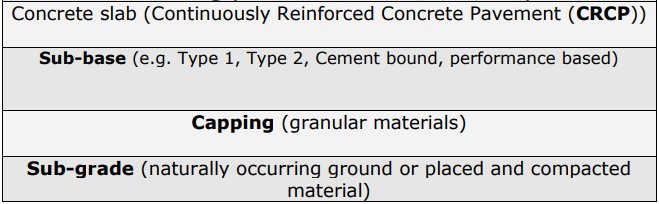 Concrete slab (Continuously Reinforced Concrete Pavement (CRCP))
Sub-base (e.g. Type 1, Type 2, Cement bound, performance based)
Capping (granular materials)
Sub-grade (naturally occurring ground or placed and compacted
material)